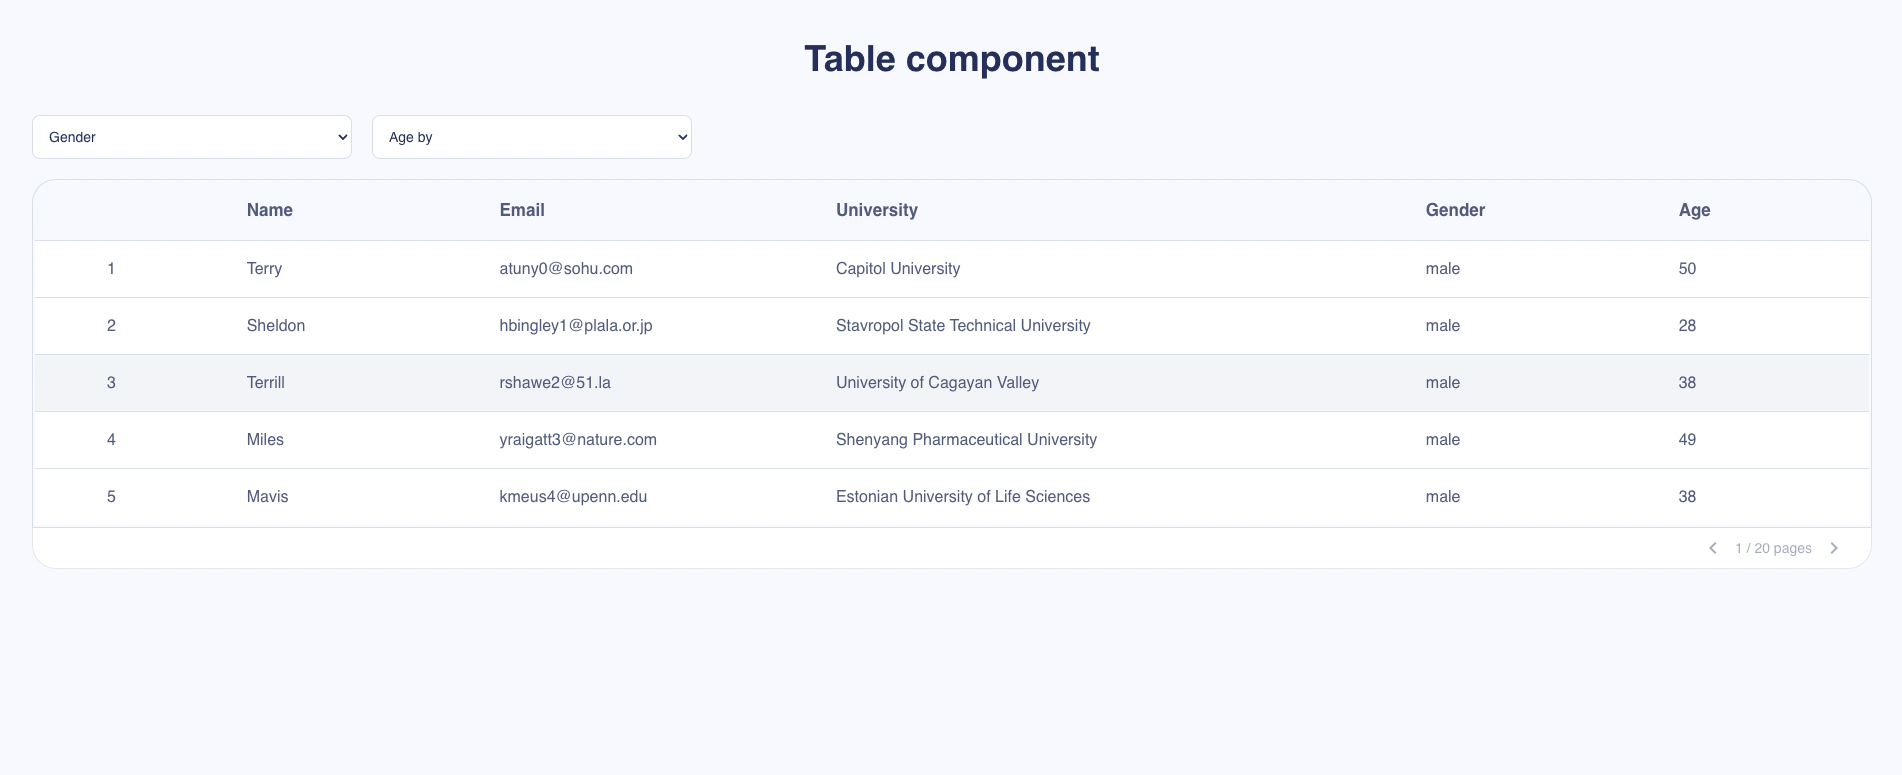 Table component
Gender
Age by
Name Email University Gender Age
1 Terry atuny0@sohu.com Capitol University male 50
2 Sheldon hbingley1@plala.or.jp Stavropol State Technical University male 28
3 Terrill rshawe2@51.la University of Cagayan Valley male 38
4 Miles yraigatt3@nature.com Shenyang Pharmaceutical University male 49
5 Mavis kmeus4@upenn.edu Estonian University of Life Sciences male 38
1 / 20 pages